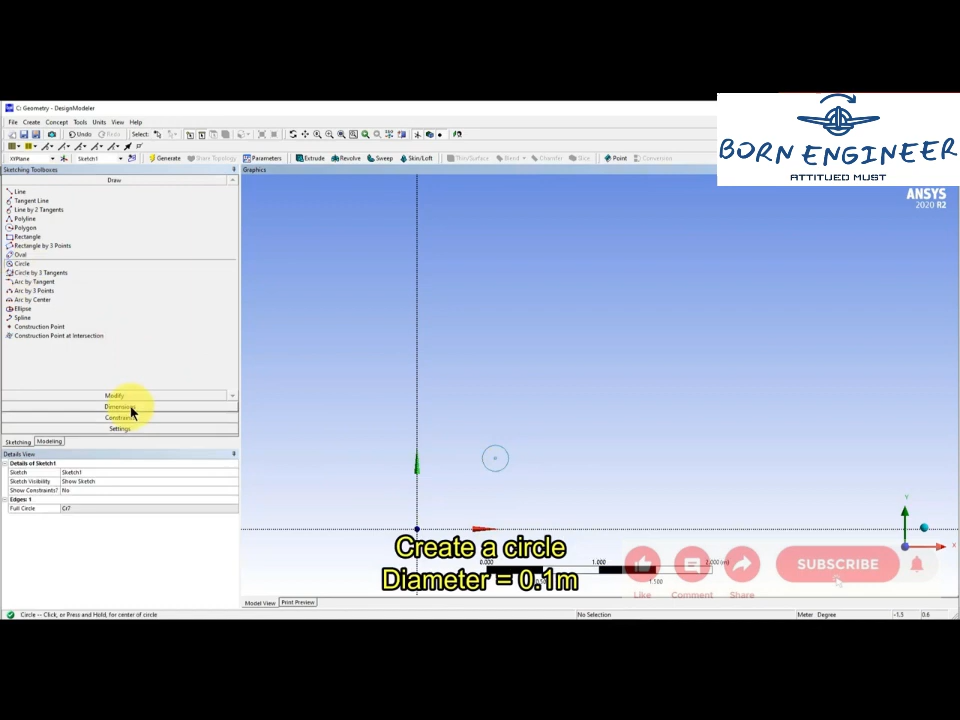 C: Geometry - DesignModeler
File Create Concept Tools Units View Help
Undo Redo Select:
XYPlane Sketch1 Generate Share Topology Parameters Extrude Revolve Sweep Skin/Loft Thin/Surface Blend Chamfer Slice Point Conversion
BORN ENGINEER
ATTITUED MUST
Sketching Toolboxes
Graphics
Draw
ANSYS
2020 R2
Line
Tangent Line
Line by 2 Tangents
Polyline
Polygon
Rectangle
Rectangle by 3 Points
Oval
Circle
Circle by 3 Tangents
Arc by Tangent
Arc by 3 Points
Arc by Center
Ellipse
Spline
Construction Point
Construction Point at Intersection
Modify
Dimensions
Constraints
Settings
Sketching Modeling
Details View
Details of Sketch1
Sketch Sketch1
Sketch Visibility Show Sketch
Show Constraints? No
Edges: 1
Full Circle Cr7
Y
X
Create a circle
Diameter = 0.1m
0.000 1.000 2.000 (m)
1.500
SUBSCRIBE
Like Comment Share
Model View Print Preview
Circle -- Click, or Press and Hold, for center of circle No Selection Meter Degree -1.5 0.6